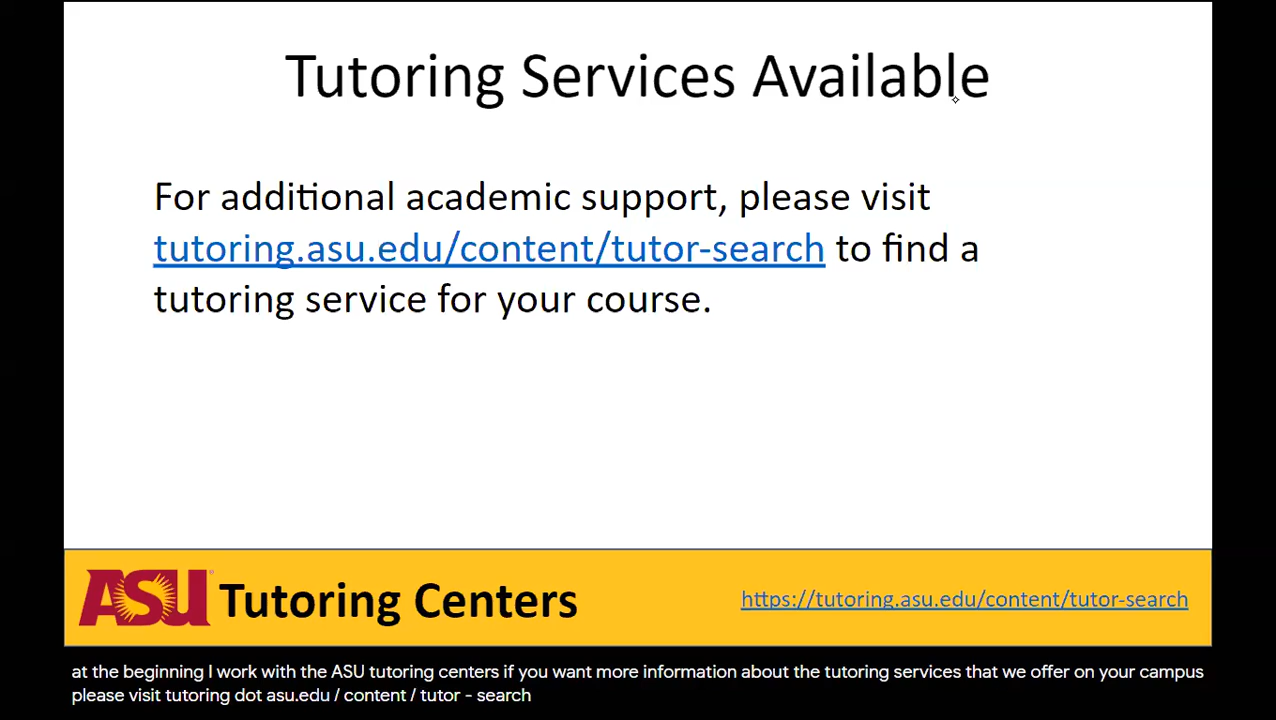 Tutoring Services Available
For additional academic support, please visit
tutoring.asu.edu/content/tutor-search to find a
tutoring service for your course.
ASU Tutoring Centers
https://tutoring.asu.edu/content/tutor-search
at the beginning I work with the ASU tutoring centers if you want more information about the tutoring services that we offer on your campus
please visit tutoring dot asu.edu / content / tutor - search